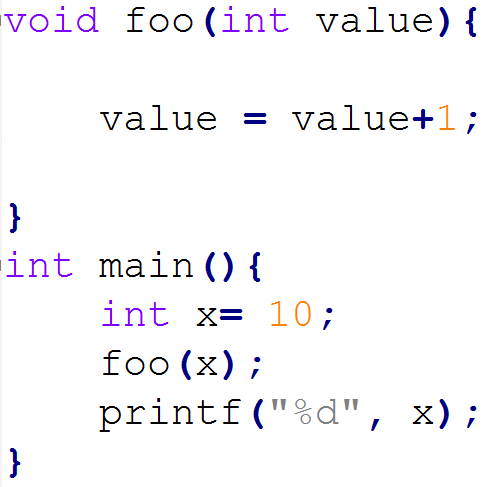 void foo(int value){
value = value+1;
}
int main(){
int x= 10;
foo(x);
printf("%d", x);
}